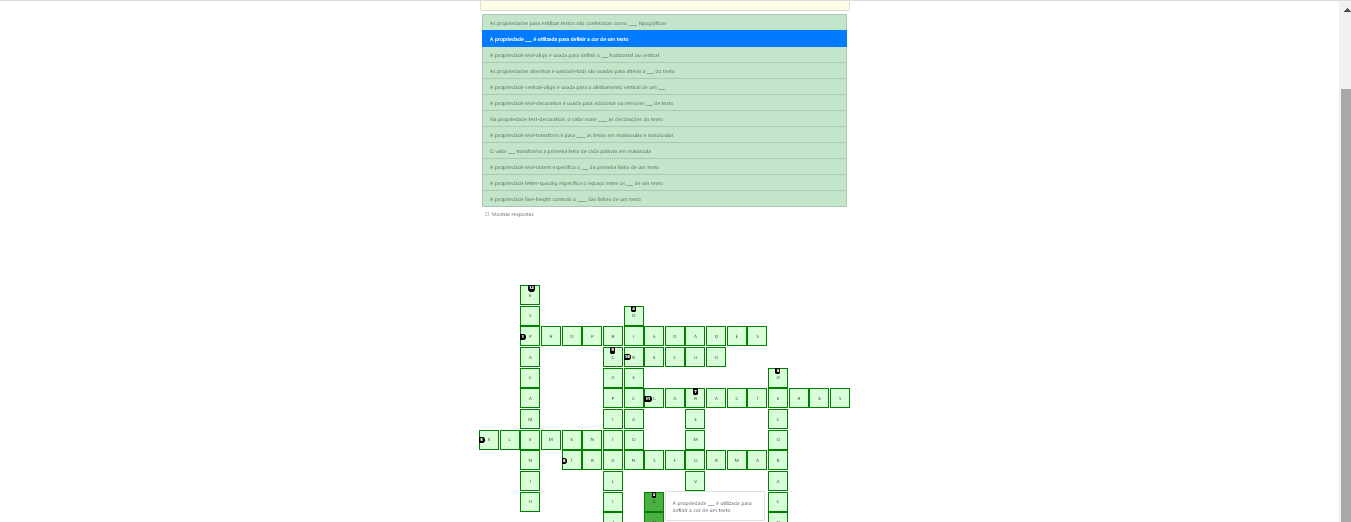 As propriedades para estilizar textos são conhecidas como ___ tipográficas
A propriedade __ é utilizada para definir a cor de um texto
A propriedade text-align é usada para definir o ___ horizontal ou vertical
As propriedades direction e unicode-bidi são usadas para alterar a ___ do texto
A propriedade vertical-align é usada para o alinhamento vertical de um ___
A propriedade text-decoration é usada para adicionar ou remover ___ de texto
Na propriedade text-decoration, o valor none ____ as decorações do texto
A propriedade text-transform é para ____ as letras em maiúsculas e minúsculas
O valor ___ transforma a primeira letra de cada palavra em maiúscula
A propriedade text-indent especifica o ___ da primeira linha de um texto
A propriedade letter-spacing especifica o espaço entre os ___ de um texto
A propriedade line-height controla o ____ das linhas de um texto
Mostrar respostas
S
S D
P R O P R I E D A D E S
A C R E C U O
C A E D
A P C C A R A C T E R E S
M I A E C
E L E M E N T O M O
N T R A N S F O R M A R
T L V A
O I C
A propriedade ___ é utilizada para
definir a cor de um texto